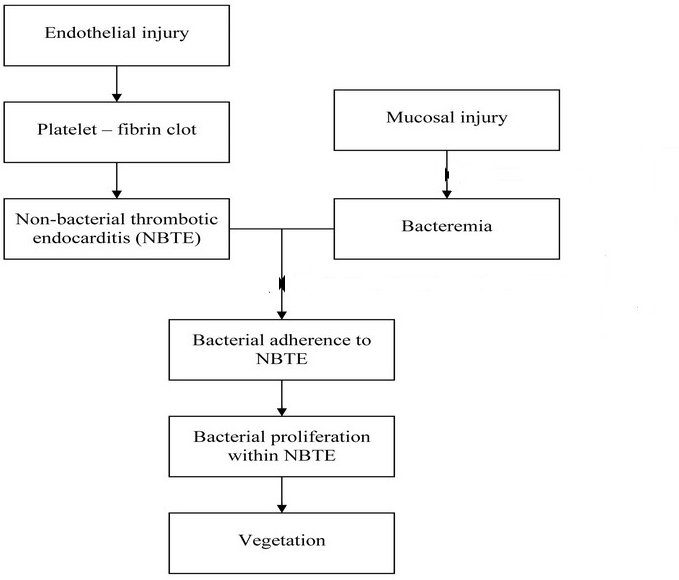 Endothelial injury
Platelet – fibrin clot
Non-bacterial thrombotic
endocarditis (NBTE)
Mucosal injury
Bacteremia
Bacterial adherence to
NBTE
Bacterial proliferation
within NBTE
Vegetation